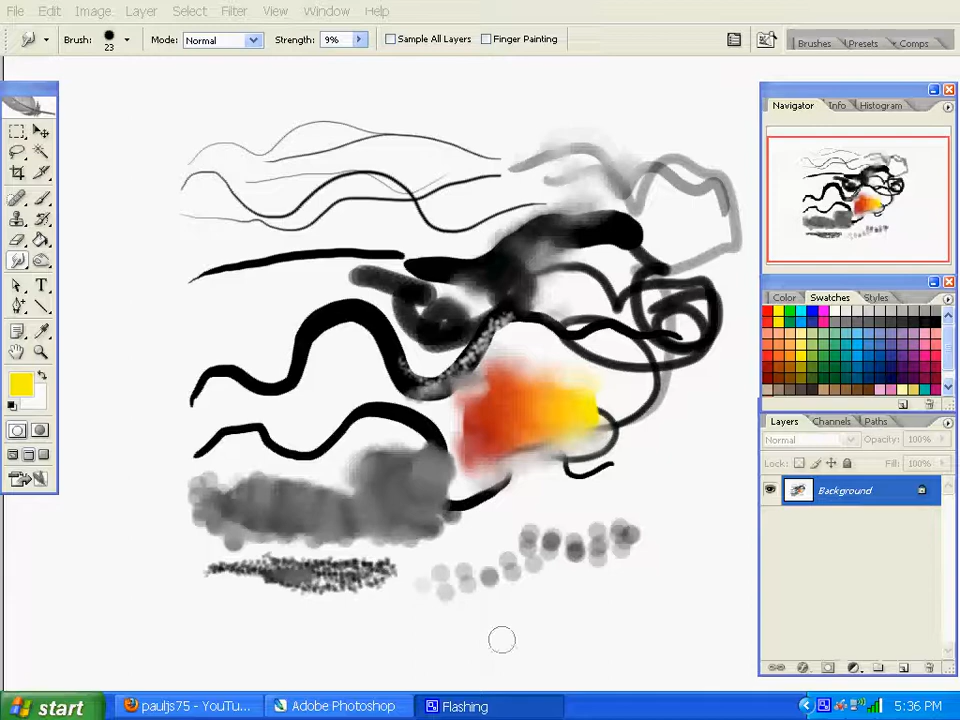 File Edit Image Layer Select Filter View Window Help
Brush: 23 Mode: Normal Strength: 9% Sample All Layers Finger Painting Brushes Presets Comps
Navigator Info Histogram
Color Swatches Styles
Layers Channels Paths
Normal Opacity: 100%
Lock: Fill: 100%
Background
start pauljs75 - YouTu... Adobe Photoshop Flashing 5:36 PM